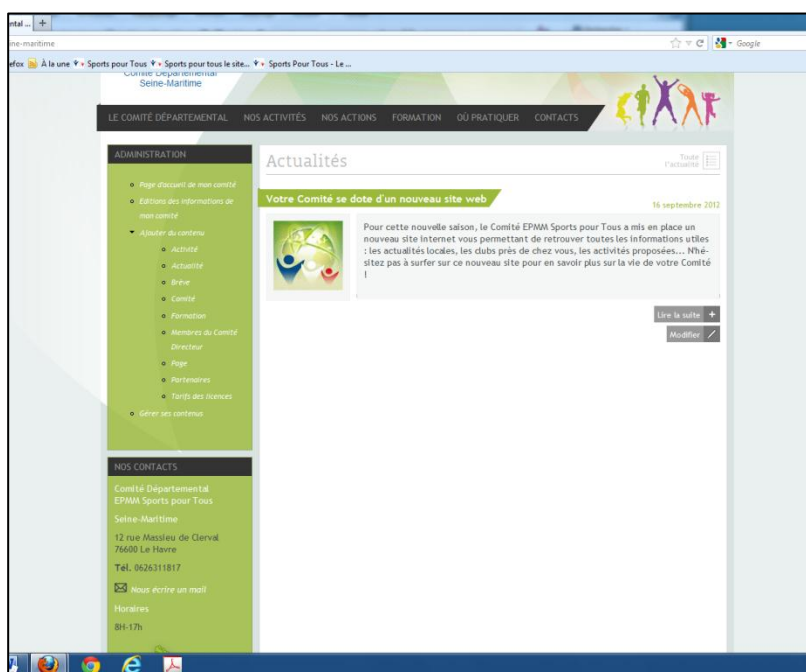 ental ... +
ine-maritime
Google
efox À la une Sports pour Tous Sports pour tous le site... Sports Pour Tous - Le ...
Comité Départemental
Seine-Maritime
LE COMITÉ DÉPARTEMENTAL NOS ACTIVITÉS NOS ACTIONS FORMATION OÙ PRATIQUER CONTACTS
ADMINISTRATION
Page d'accueil de mon comité
Editions des informations de
mon comité
Ajouter du contenu
Activité
Actualité
Brève
Comité
Formation
Membres du Comité
Directeur
Page
Partenaires
Tarifs des licences
Gérer ses contenus
NOS CONTACTS
Comité Départemental
EPMM Sports pour Tous
Seine-Maritime
12 rue Massieu de Clerval
76600 Le Havre
Tél. 0626311817
Nous écrire un mail
Horaires
8H-17h
Actualités
Toute
l'actualité
Votre Comité se dote d'un nouveau site web
16 septembre 2012
Pour cette nouvelle saison, le Comité EPMM Sports pour Tous a mis en place un
nouveau site internet vous permettant de retrouver toutes les informations utiles
: les actualités locales, les clubs près de chez vous, les activités proposées... N'hé-
sitez pas à surfer sur ce nouveau site pour en savoir plus sur la vie de votre Comité
!
Lire la suite +
Modifier